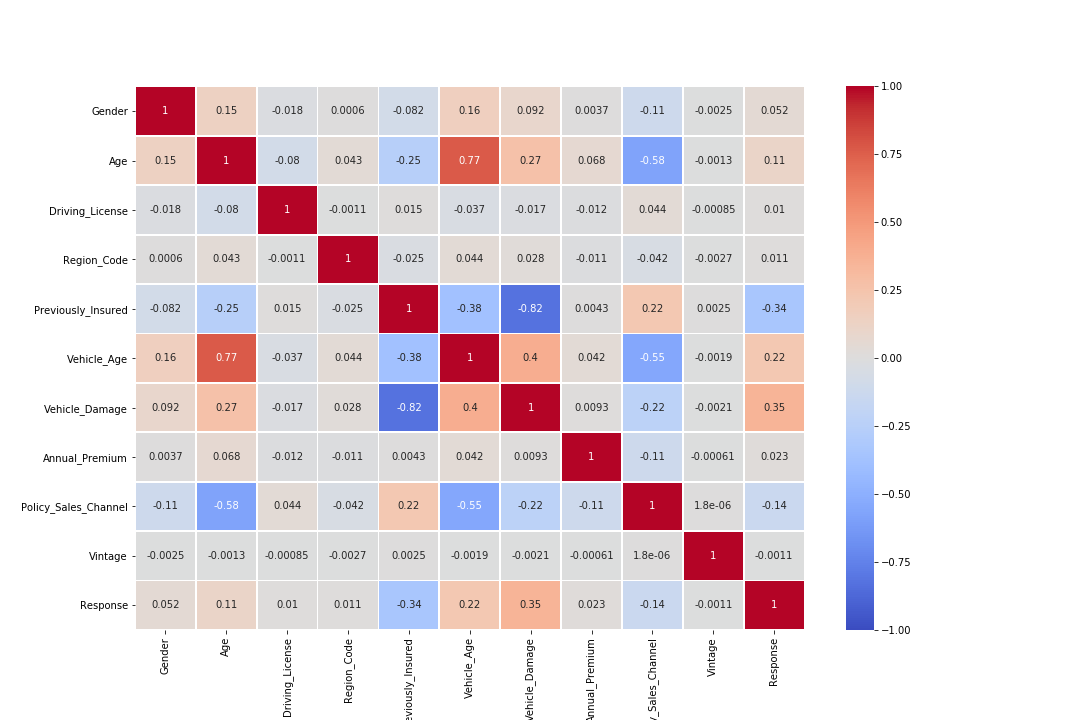 1.00
Gender 1 0.15 -0.018 0.0006 -0.082 0.16 0.092 0.0037 -0.11 -0.0025 0.052
0.75
Age 0.15 1 -0.08 0.043 -0.25 0.77 0.27 0.068 -0.58 -0.0013 0.11
Driving_License -0.018 -0.08 1 -0.0011 0.015 -0.037 -0.017 -0.012 0.044 -0.00085 0.01
0.50
Region_Code 0.0006 0.043 -0.0011 1 -0.025 0.044 0.028 -0.011 -0.042 -0.0027 0.011
0.25
Previously_Insured -0.082 -0.25 0.015 -0.025 1 -0.38 -0.82 0.0043 0.22 0.0025 -0.34
Vehicle_Age 0.16 0.77 -0.037 0.044 -0.38 1 0.4 0.042 -0.55 -0.0019 0.22
0.00
Vehicle_Damage 0.092 0.27 -0.017 0.028 -0.82 0.4 1 0.0093 -0.22 -0.0021 0.35
−0.25
Annual_Premium 0.0037 0.068 -0.012 -0.011 0.0043 0.042 0.0093 1 -0.11 -0.00061 0.023
−0.50
Policy_Sales_Channel -0.11 -0.58 0.044 -0.042 0.22 -0.55 -0.22 -0.11 1 1.8e-06 -0.14
Vintage -0.0025 -0.0013 -0.00085 -0.0027 0.0025 -0.0019 -0.0021 -0.00061 1.8e-06 1 -0.0011
−0.75
Response 0.052 0.11 0.01 0.011 -0.34 0.22 0.35 0.023 -0.14 -0.0011 1
−1.00
Gender
Age
Driving_License
Region_Code
eviously_Insured
Vehicle_Age
Vehicle_Damage
Annual_Premium
y_Sales_Channel
Vintage
Response